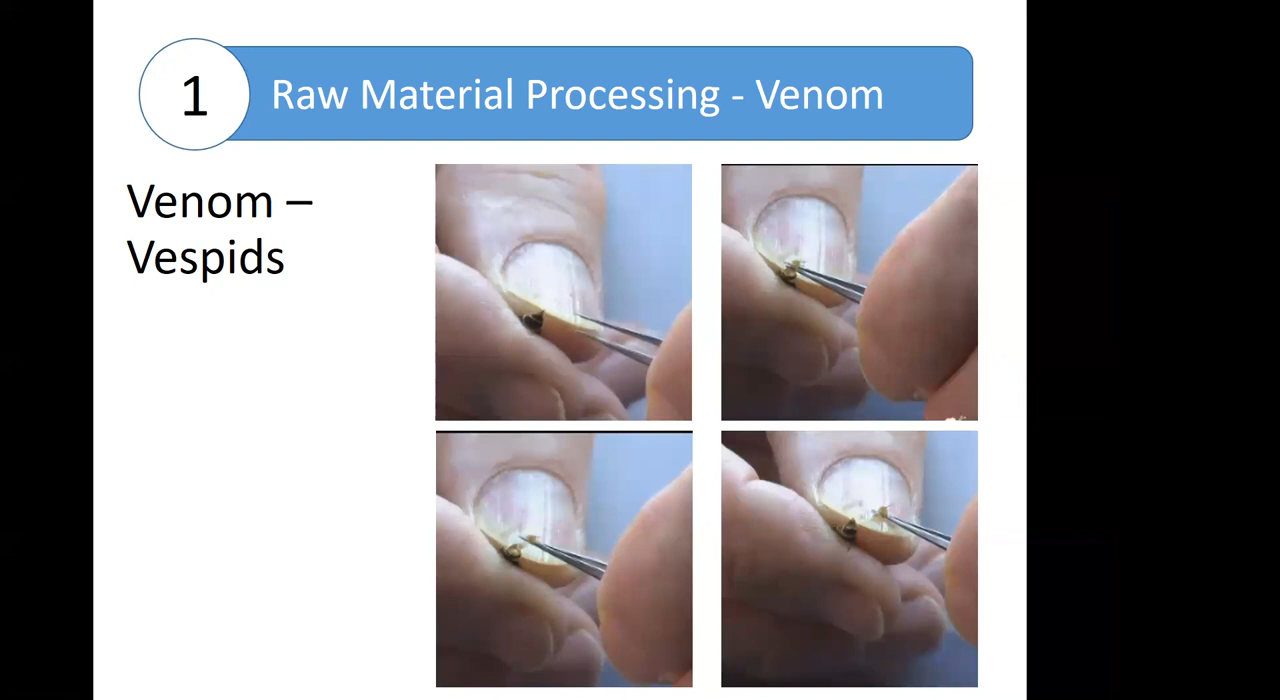 1
Raw Material Processing - Venom
Venom –
Vespids